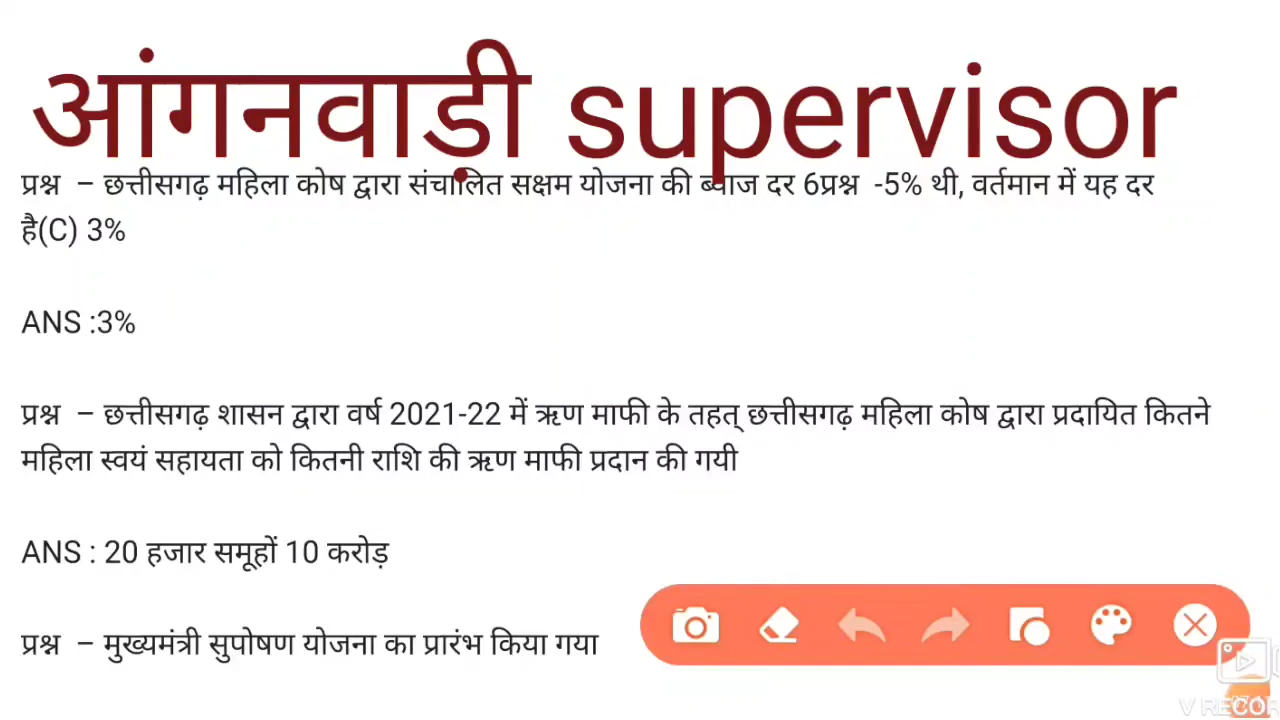 आंगनवाड़ी supervisor
प्रश्न – छत्तीसगढ़ महिला कोष द्वारा संचालित सक्षम योजना की ब्याज दर 6प्रश्न -5% थी, वर्तमान में यह दर
है(C) 3%
ANS :3%
प्रश्न – छत्तीसगढ़ शासन द्वारा वर्ष 2021-22 में ऋण माफी के तहत् छत्तीसगढ़ महिला कोष द्वारा प्रदायित कितने
महिला स्वयं सहायता को कितनी राशि की ऋण माफी प्रदान की गयी
ANS : 20 हजार समूहों 10 करोड़
प्रश्न – मुख्यमंत्री सुपोषण योजना का प्रारंभ किया गया
V RECOR